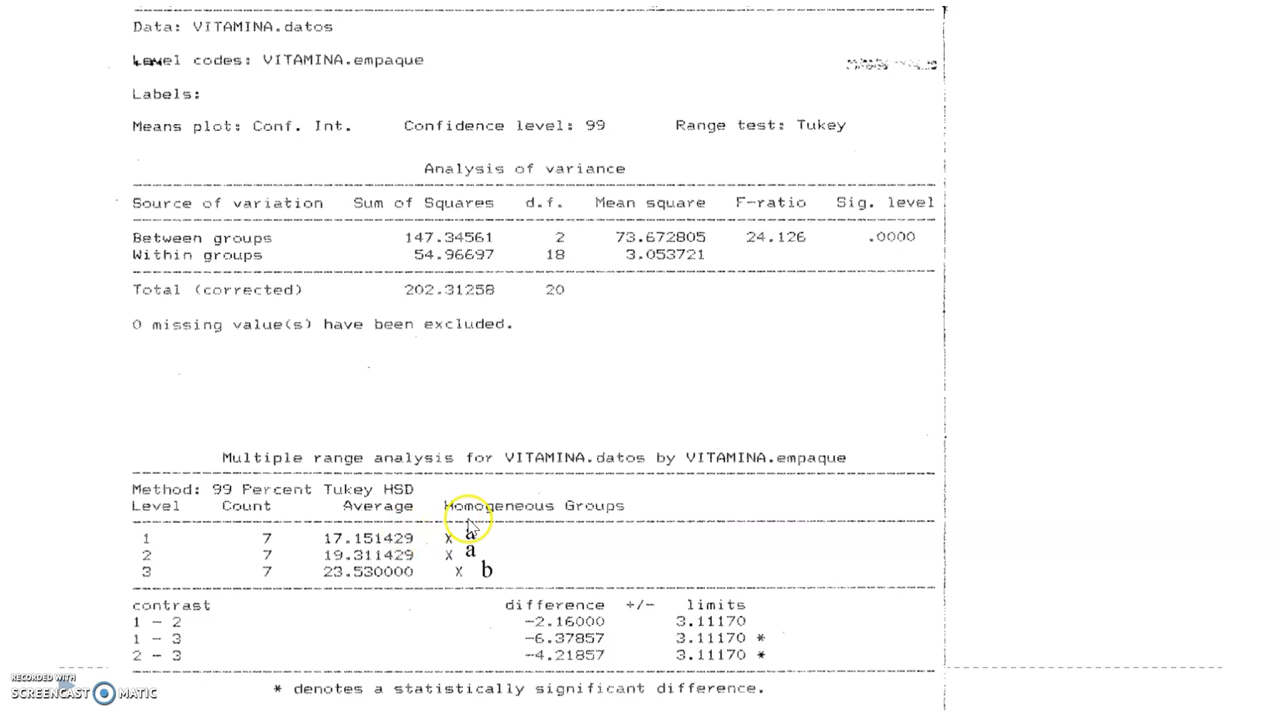 Data: VITAMINA.datos
Level codes: VITAMINA.empaque
Labels:
Means plot: Conf. Int. Confidence level: 99 Range test: Tukey
Analysis of variance
Source of variation Sum of Squares d.f. Mean square F-ratio Sig. level
Between groups 147.34561 2 73.672805 24.126 .0000
Within groups 54.96697 18 3.053721
Total (corrected) 202.31258 20
0 missing value(s) have been excluded.
Multiple range analysis for VITAMINA.datos by VITAMINA.empaque
Method: 99 Percent Tukey HSD
Level Count Average Homogeneous Groups
1 7 17.151429 X a
2 7 19.311429 X a
3 7 23.530000 X b
contrast difference +/- limits
1 - 2 -2.16000 3.11170
1 - 3 -6.37857 3.11170 *
2 - 3 -4.21857 3.11170 *
* denotes a statistically significant difference.
RECORDED WITH
SCREENCAST MATIC